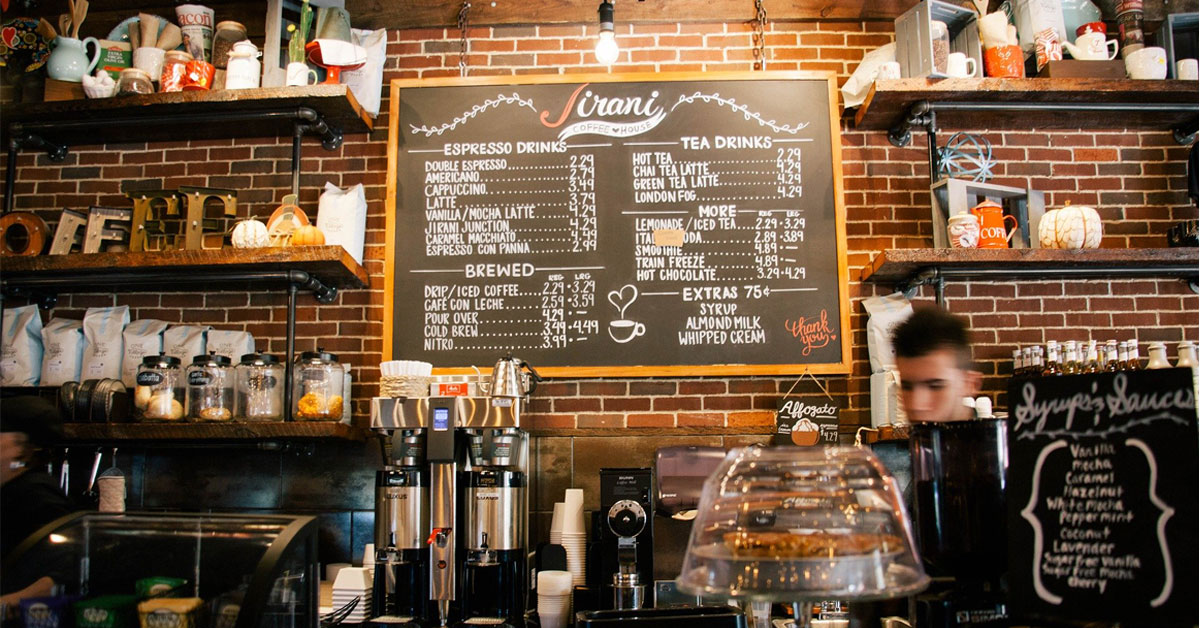 Jirani
COFFEE HOUSE
ESPRESSO DRINKS
DOUBLE ESPRESSO 2.29
AMERICANO 2.79
CAPPUCCINO 3.49
LATTE 3.79
VANILLA/MOCHA LATTE 4.29
JIRANI JUNCTION 4.29
CARAMEL MACCHIATO 4.49
ESPRESSO CON PANNA 2.99
BREWED
REG LRG
DRIP/ICED COFFEE 2.29 • 3.29
CAFÉ CON LECHE 2.59 • 3.59
POUR OVER 4.29 • —
COLD BREW 3.49 • 4.49
NITRO 3.99 • —
TEA DRINKS
HOT TEA 2.29
CHAI TEA LATTE 4.29
GREEN TEA LATTE 4.29
LONDON FOG 4.29
MORE
REG LRG
LEMONADE/ICED TEA 2.29 • 3.29
ITA ODA 2.89 • 3.89
SMOOTHIE 4.89 • —
TRAIN FREEZE 4.89 • —
HOT CHOCOLATE 3.29 • 4.29
EXTRAS 75¢
SYRUP
ALMOND MILK
WHIPPED CREAM
thank
you
Affogato
$4.29
Syrups & Sauces
Vanilla
mocha
Caramel
Hazelnut
White mocha
Peppermint
Coconut
Lavender
Sugar Free Vanilla
Sugar Free Mocha
Cherry